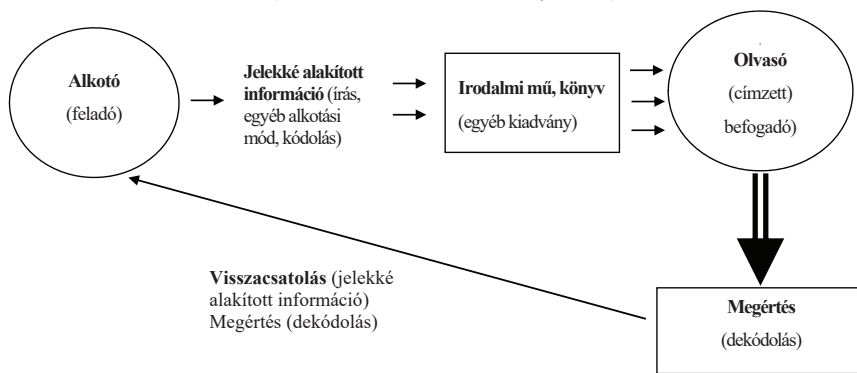 Alkotó
(feladó)
Jelekké alakított
információ (írás,
egyéb alkotási
mód, kódolás)
Irodalmi mű, könyv
(egyéb kiadvány)
Olvasó
(címzett)
befogadó)
Visszacsatolás (jelekké
alakított információ)
Megértés (dekódolás)
Megértés
(dekódolás)